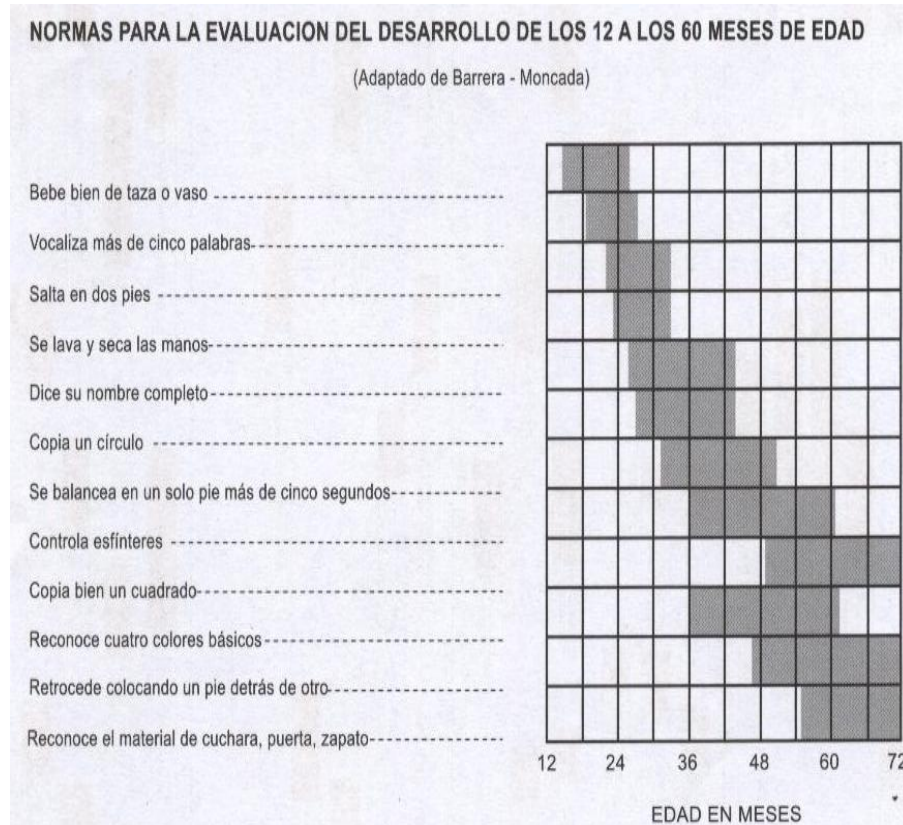 NORMAS PARA LA EVALUACION DEL DESARROLLO DE LOS 12 A LOS 60 MESES DE EDAD
(Adaptado de Barrera - Moncada)
Bebe bien de taza o vaso
Vocaliza más de cinco palabras
Salta en dos pies
Se lava y seca las manos
Dice su nombre completo
Copia un círculo
Se balancea en un solo pie más de cinco segundos
Controla esfínteres
Copia bien un cuadrado
Reconoce cuatro colores básicos
Retrocede colocando un pie detrás de otro
Reconoce el material de cuchara, puerta, zapato
12 24 36 48 60 72
EDAD EN MESES